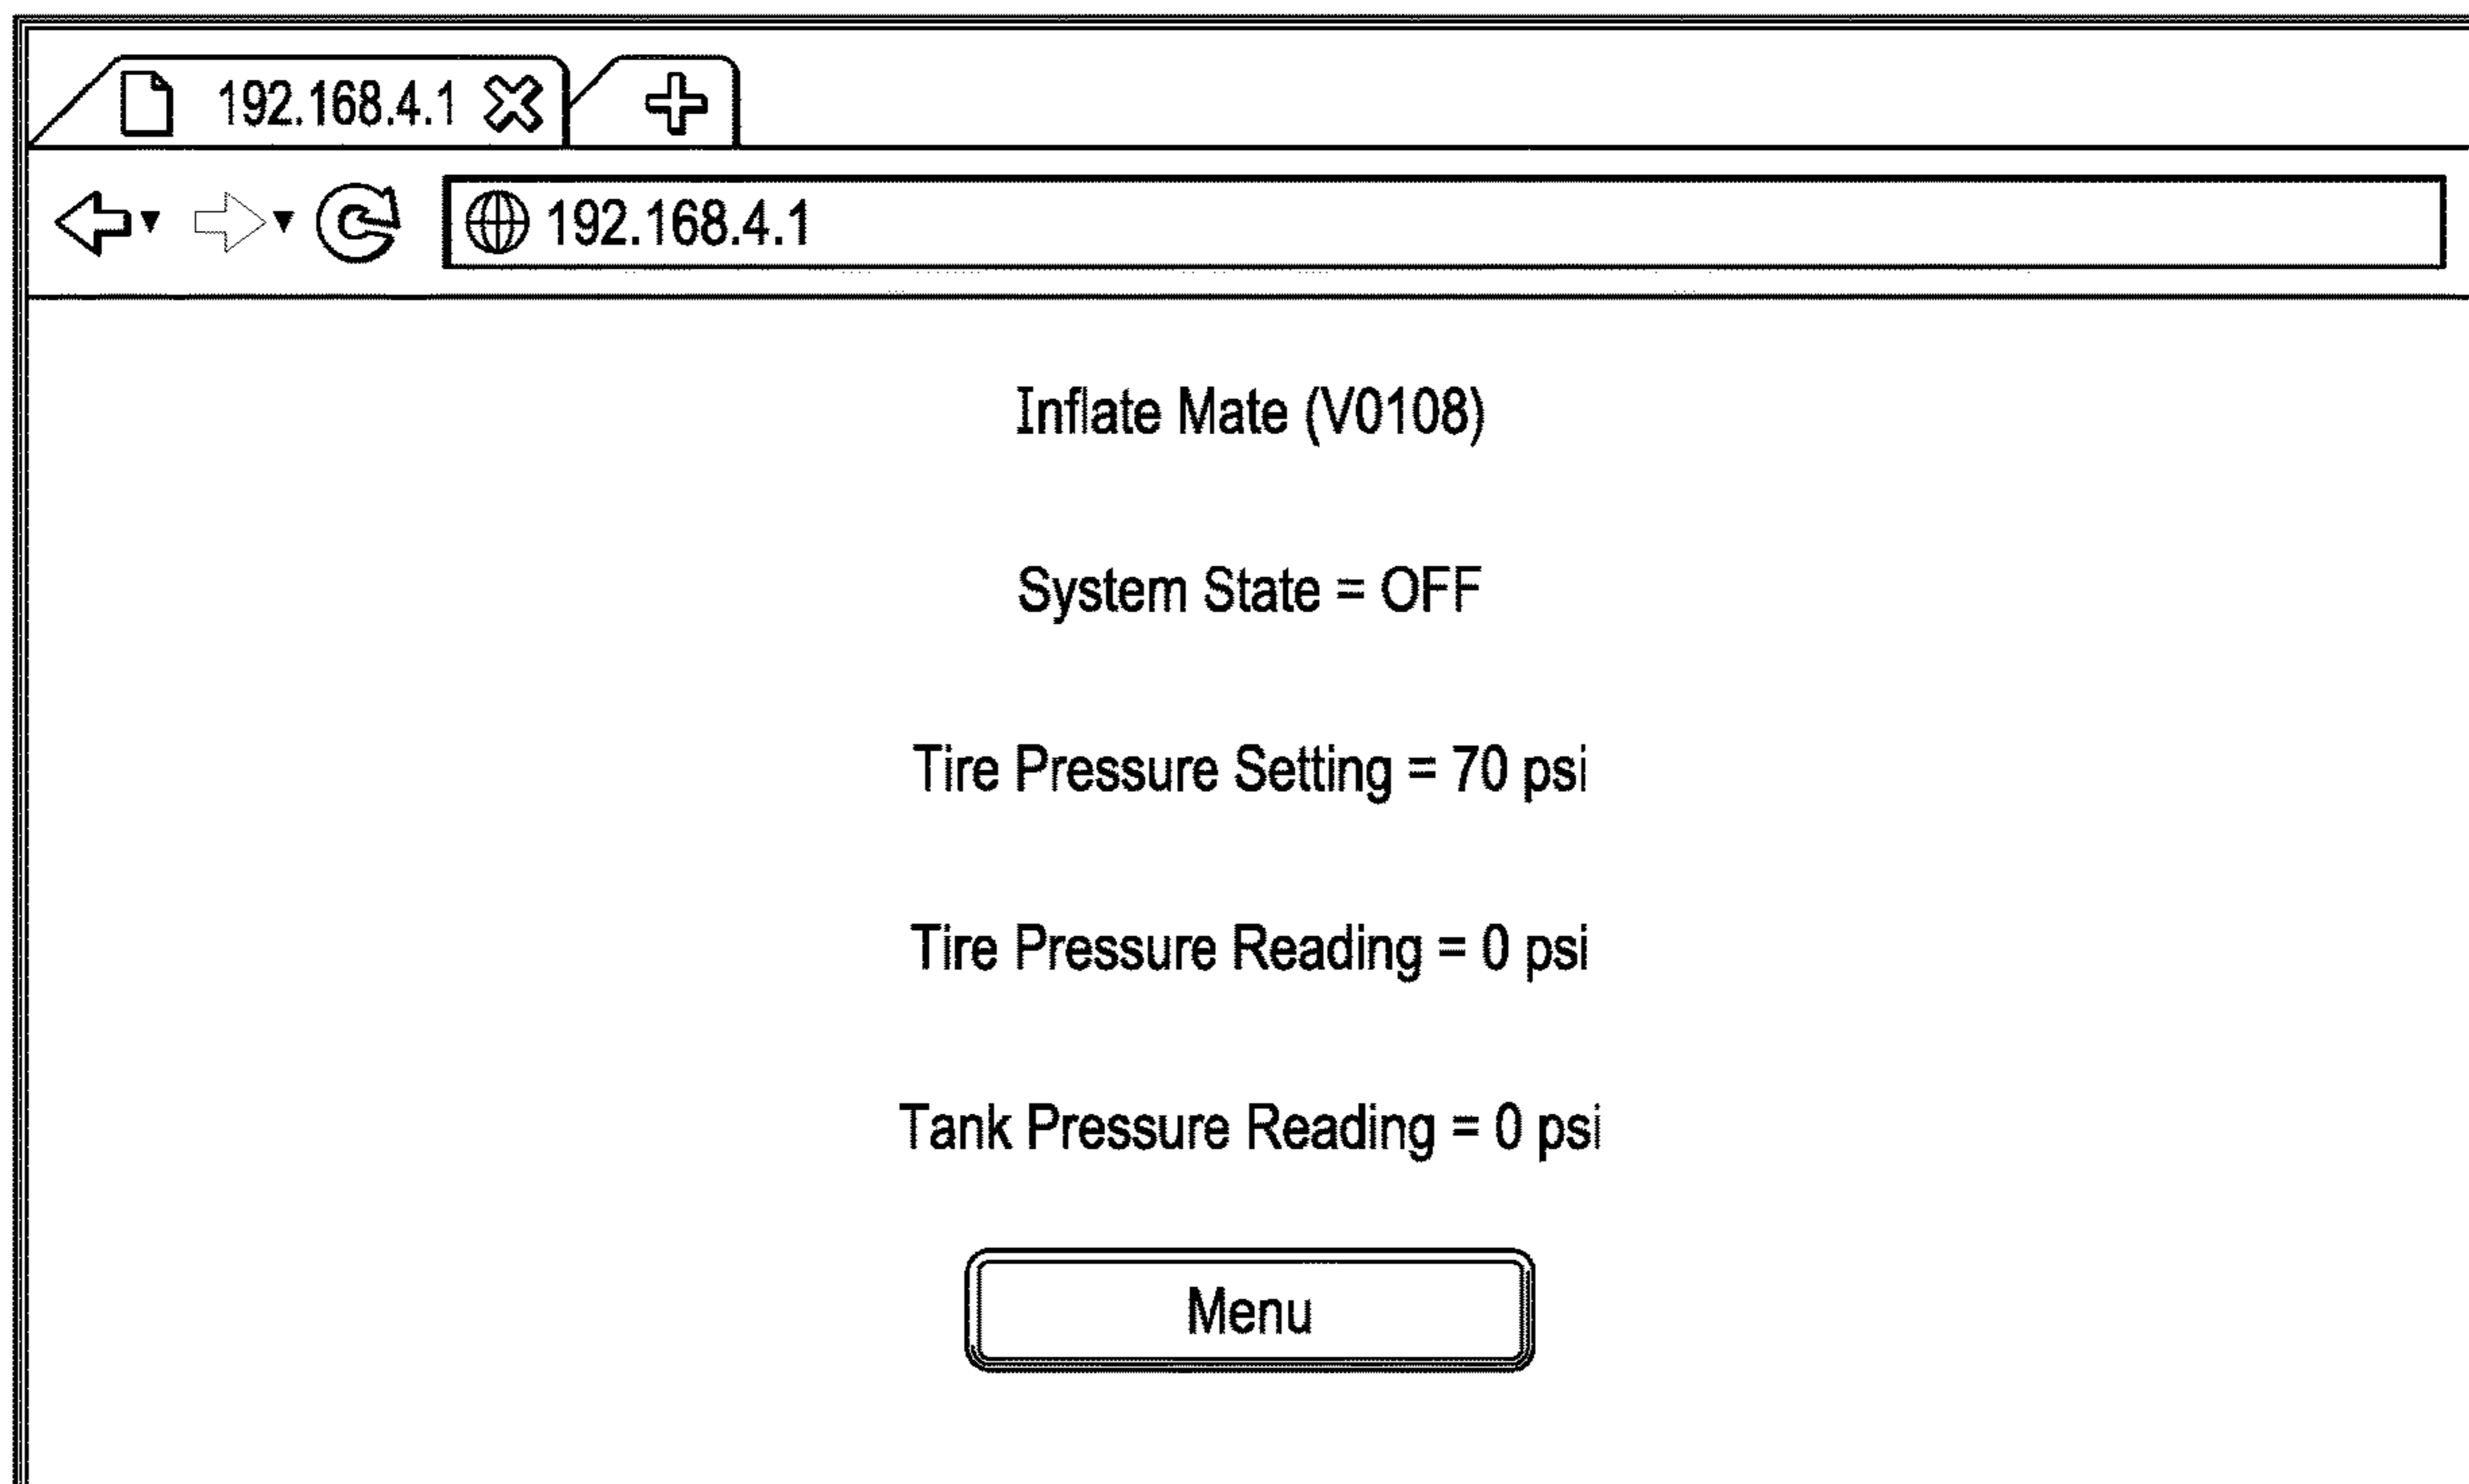 192.168.4.1
192.168.4.1
Inflate Mate (V0108)
System State = OFF
Tire Pressure Setting = 70 psi
Tire Pressure Reading = 0 psi
Tank Pressure Reading = 0 psi
Menu